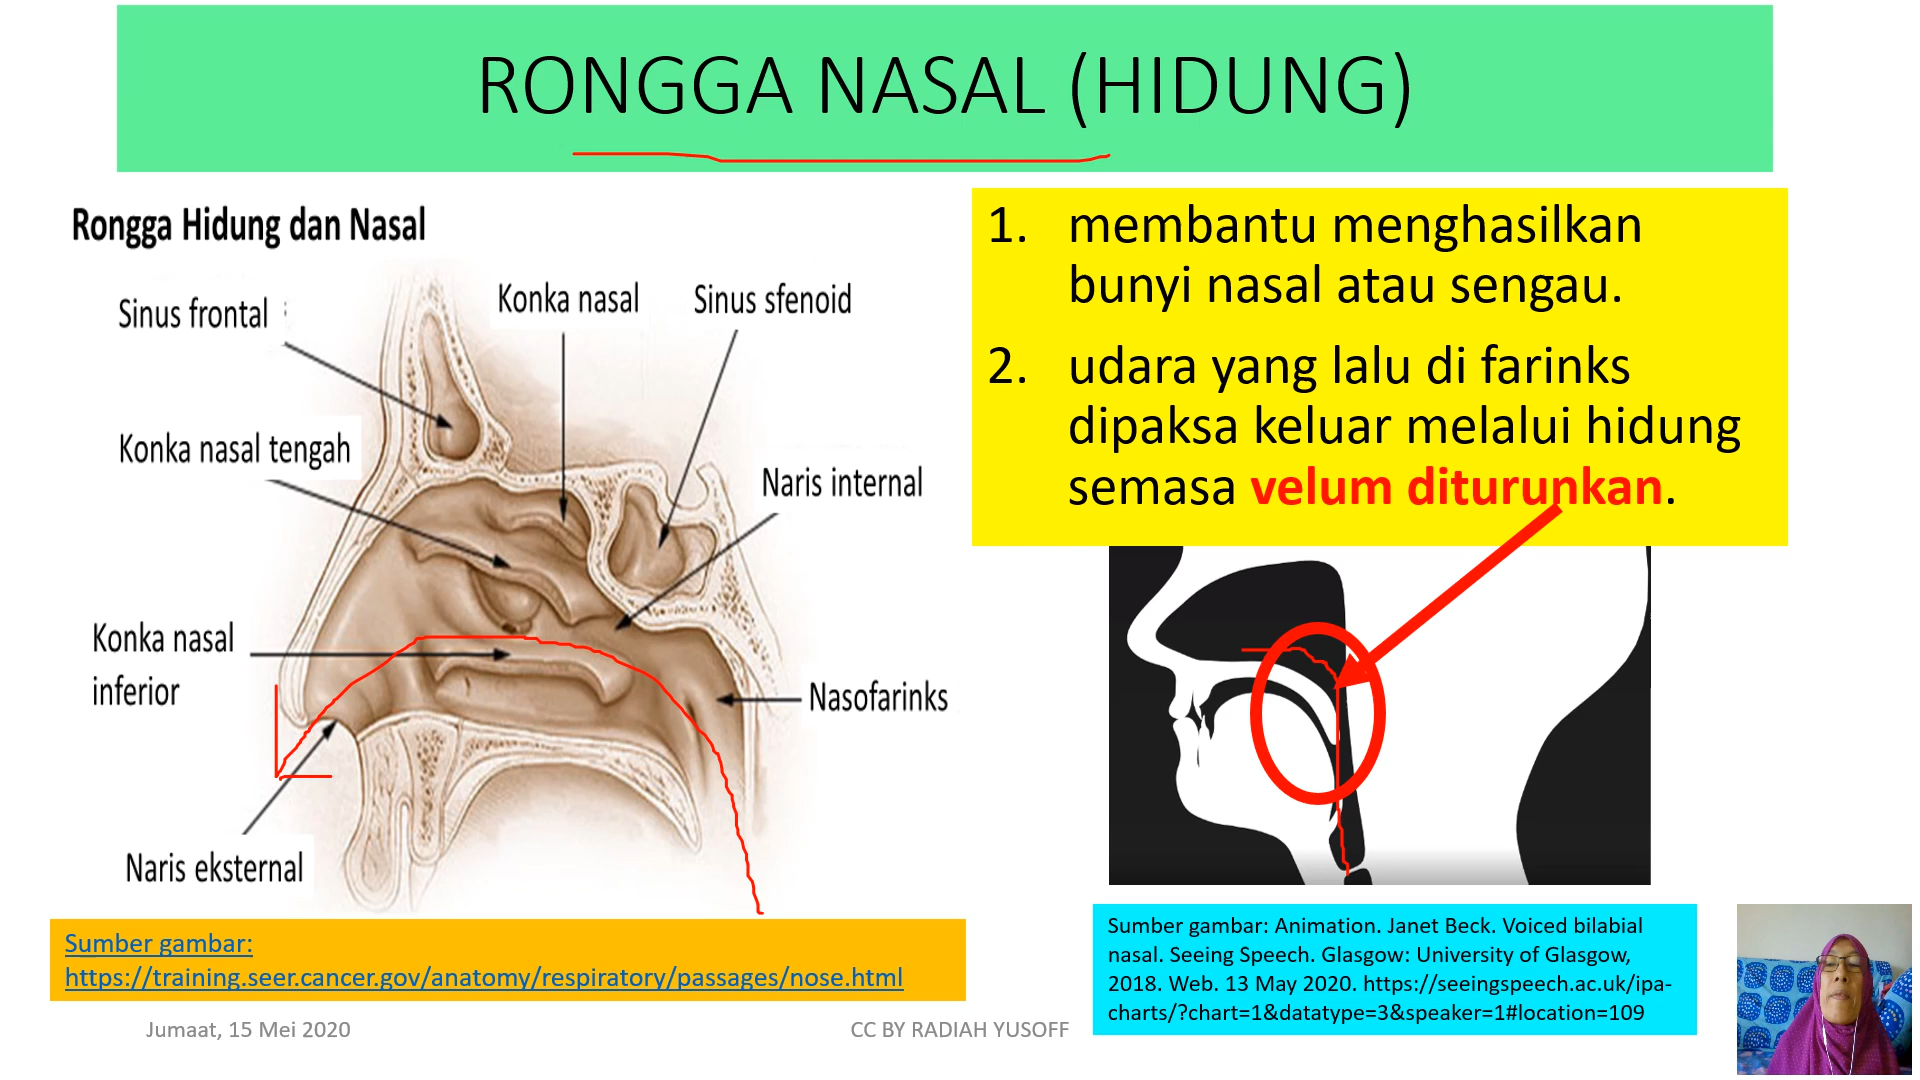 RONGGA NASAL (HIDUNG)
Rongga Hidung dan Nasal
Sinus frontal
Konka nasal
Sinus sfenoid
Konka nasal tengah
Naris internal
Konka nasal
inferior
Nasofarinks
Naris eksternal
1. membantu menghasilkan
bunyi nasal atau sengau.
2. udara yang lalu di farinks
dipaksa keluar melalui hidung
semasa velum diturunkan.
Sumber gambar:
https://training.seer.cancer.gov/anatomy/respiratory/passages/nose.html
Sumber gambar: Animation. Janet Beck. Voiced bilabial
nasal. Seeing Speech. Glasgow: University of Glasgow,
2018. Web. 13 May 2020. https://seeingspeech.ac.uk/ipa-
charts/?chart=1&datatype=3&speaker=1#location=109
Jumaat, 15 Mei 2020
CC BY RADIAH YUSOFF